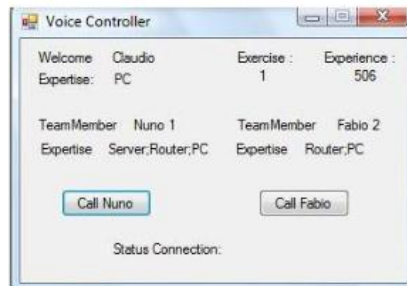 Voice Controller
Welcome Claudio Exercise : Experience :
Expertise: PC 1 506
TeamMember Nuno 1 TeamMember Fabio 2
Expertise Server;Router;PC Expertise Router;PC
Call Nuno Call Fabio
Status Connection: